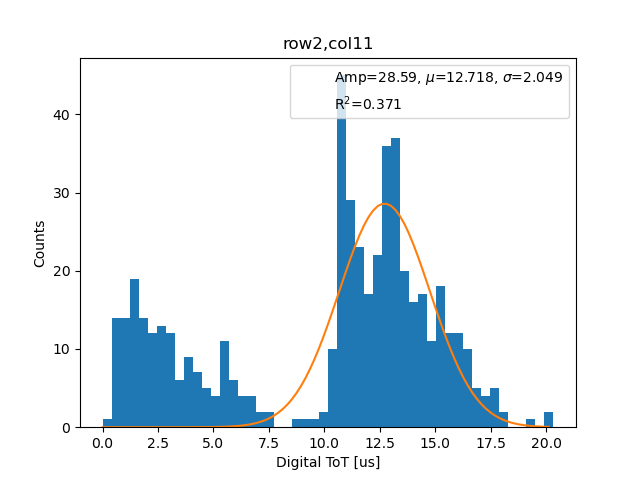 row2,col11
Amp=28.59, μ=12.718, σ=2.049
R²=0.371
Counts
40
30
20
10
0
0.0 2.5 5.0 7.5 10.0 12.5 15.0 17.5 20.0
Digital ToT [us]